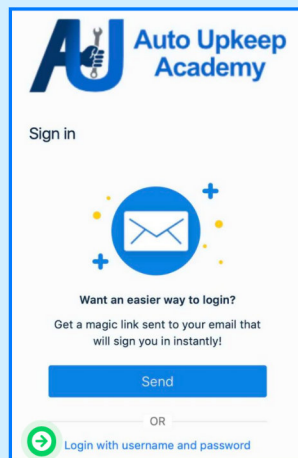 AU
Auto Upkeep
Academy
Sign in
Want an easier way to login?
Get a magic link sent to your email that
will sign you in instantly!
Send
OR
Login with username and password